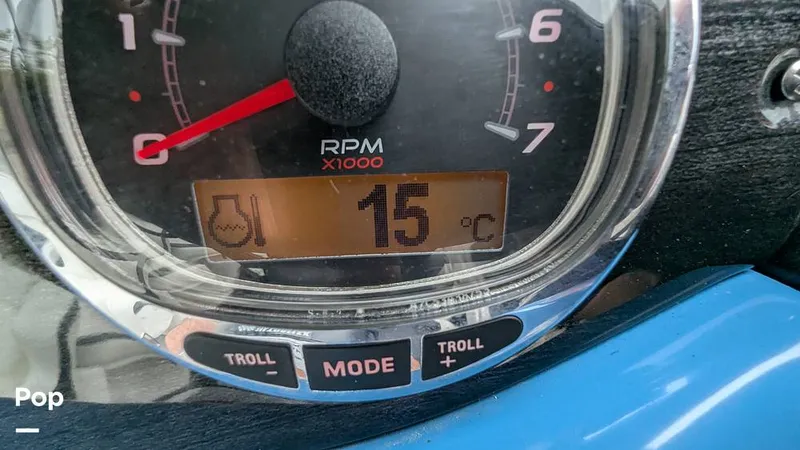 1 6
0 7
RPM
X1000
15 °C
TROLL
-
MODE
TROLL
+
Pop